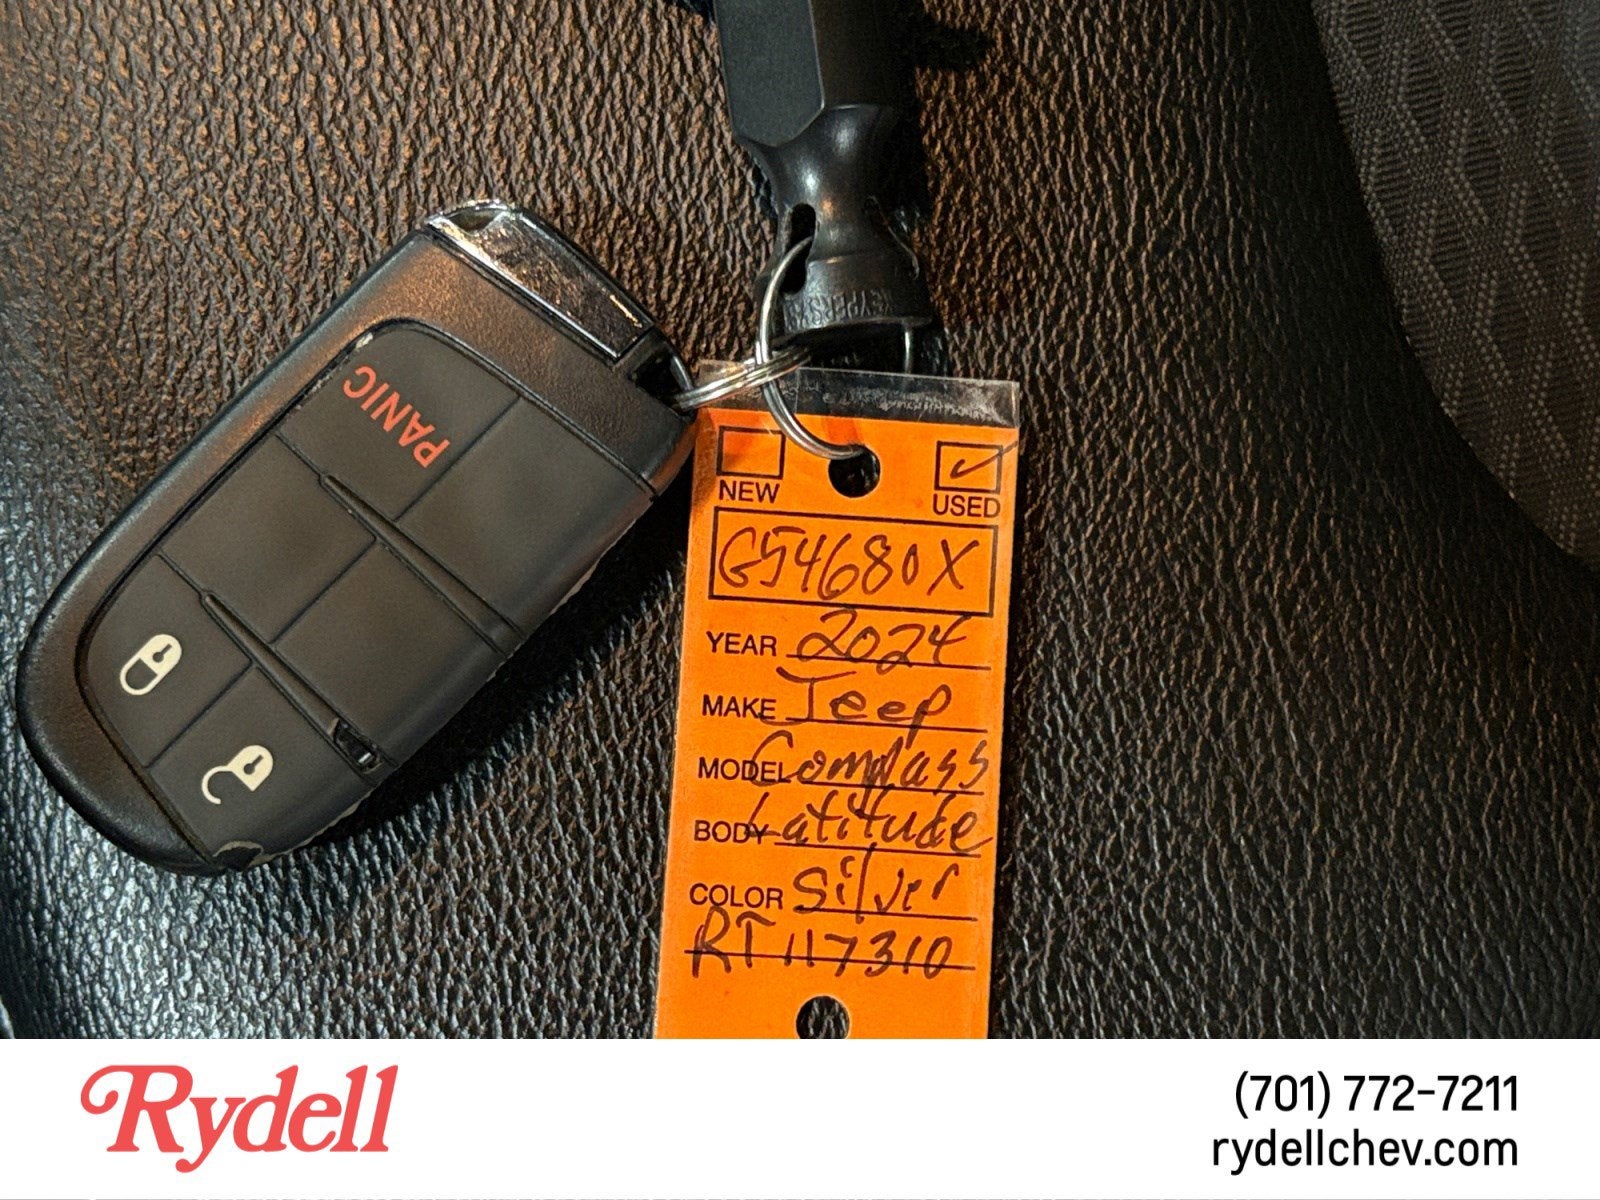 PANIC
NEW
USED
G54680X
YEAR 2024
MAKE Jeep
MODEL Compass
BODY Latitude
COLOR Silver
RT117310
Rydell
(701) 772-7211
rydellchev.com